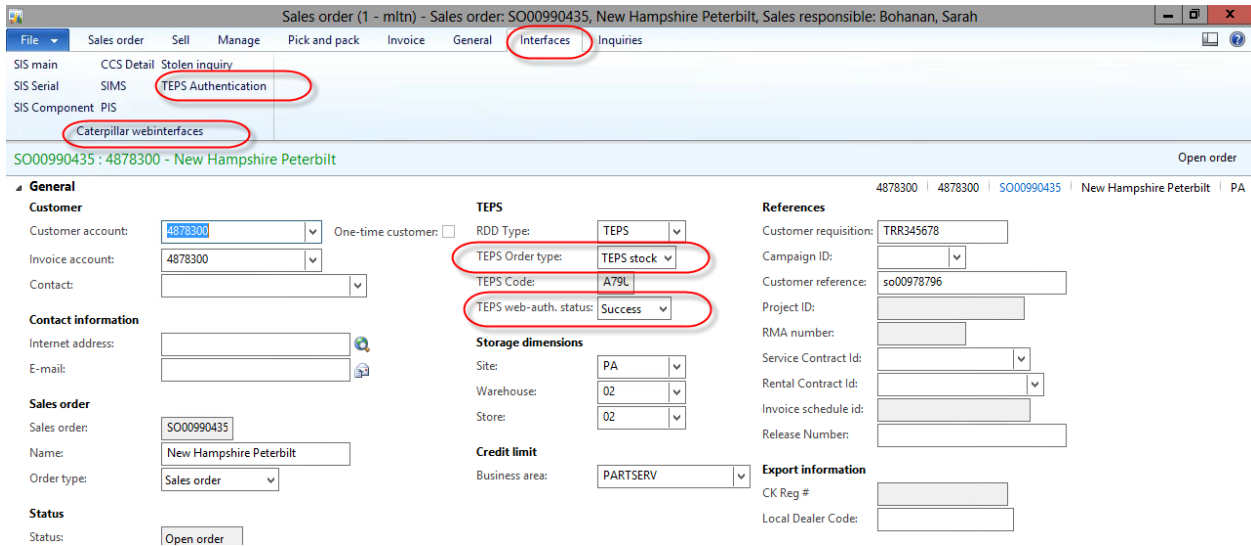 Sales order (1 - mltn) - Sales order: SO00990435, New Hampshire Peterbilt, Sales responsible: Bohanan, Sarah
File Sales order Sell Manage Pick and pack Invoice General Interfaces Inquiries
SIS main CCS Detail Stolen inquiry
SIS Serial SIMS TEPS Authentication
SIS Component PIS
Caterpillar webinterfaces
SO00990435 : 4878300 - New Hampshire Peterbilt Open order
General 4878300 4878300 SO00990435 New Hampshire Peterbilt PA
Customer
Customer account: 4878300 One-time customer:
Invoice account: 4878300
Contact:
Contact information
Internet address:
E-mail:
Sales order
Sales order: SO00990435
Name: New Hampshire Peterbilt
Order type: Sales order
Status
Status: Open order
TEPS
RDD Type: TEPS
TEPS Order type: TEPS stock
TEPS Code:
TEPS web-auth. status: Success
Storage dimensions
Site: PA
Warehouse: 02
Store: 02
Credit limit
Business area: PARTSERV
References
Customer requisition: TRR345678
Campaign ID:
Customer reference: so00978796
Project ID:
RMA number:
Service Contract Id:
Rental Contract Id:
Invoice schedule id:
Release Number:
Export information
CK Reg #
Local Dealer Code: